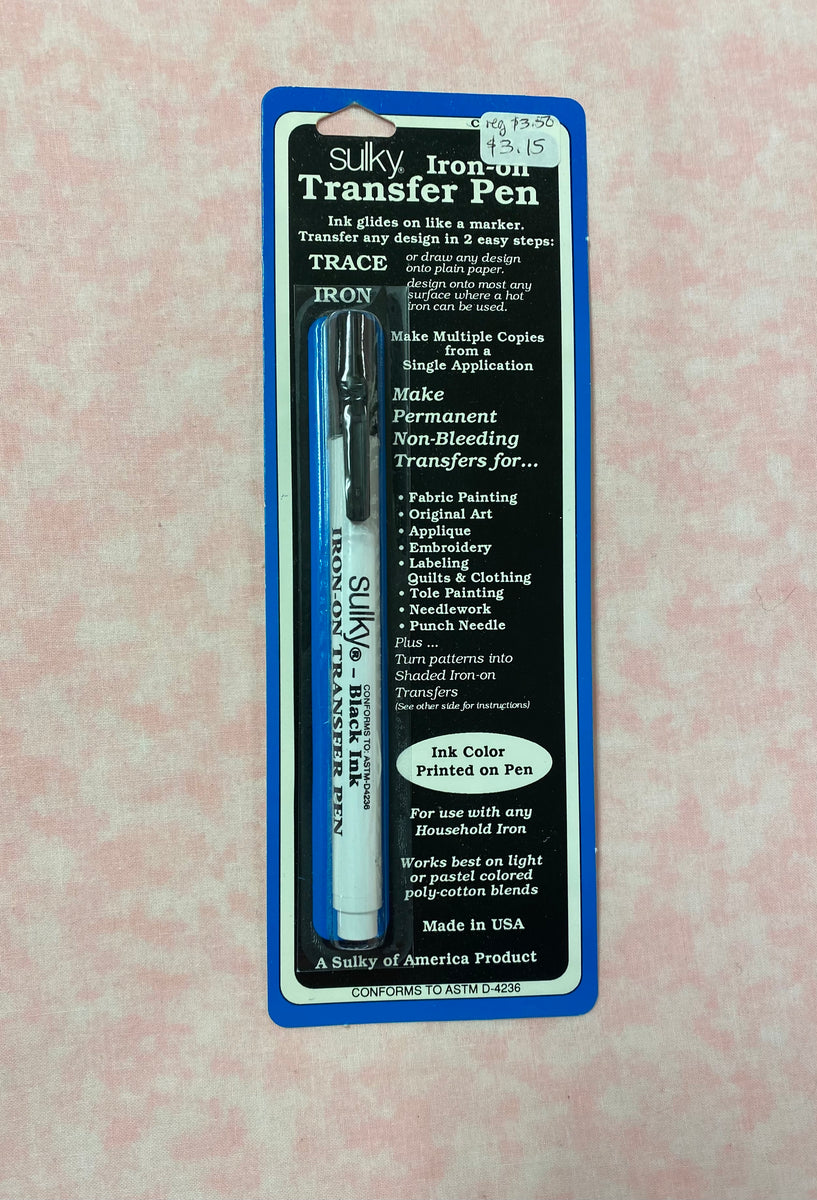 C reg $3.50
$3.15
sulky® Iron-on
Transfer Pen
Ink glides on like a marker.
Transfer any design in 2 easy steps:
TRACE or draw any design
onto plain paper.
IRON design onto most any
surface where a hot
iron can be used.
Make Multiple Copies
from a
Single Application
Make
Permanent
Non-Bleeding
Transfers for...
• Fabric Painting
• Original Art
• Applique
• Embroidery
• Labeling
Quilts & Clothing
• Tole Painting
• Needlework
• Punch Needle
Plus ...
Turn patterns into
Shaded Iron-on
Transfers
(See other side for instructions)
Ink Color
Printed on Pen
For use with any
Household Iron
Works best on light
or pastel colored
poly-cotton blends
Made in USA
A Sulky of America Product
CONFORMS TO ASTM D-4236
CONFORMS TO: ASTM-D4236
sulky® – Black Ink
IRON-ON TRANSFER PEN